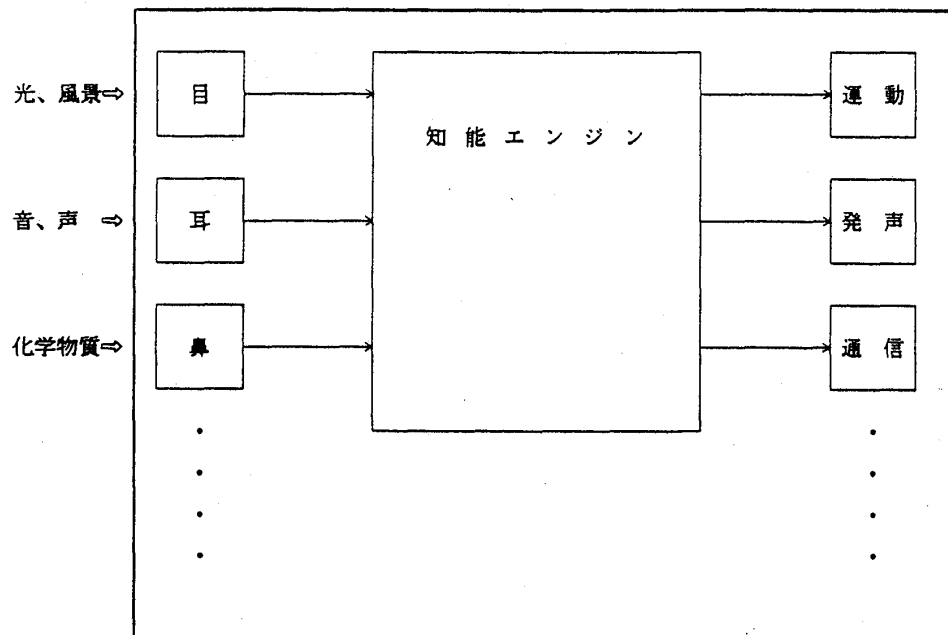 光、風景⇨ 目 運 動
知 能 エ ン ジ ン
音、声 ⇨ 耳 発 声
化学物質⇨ 鼻 通 信